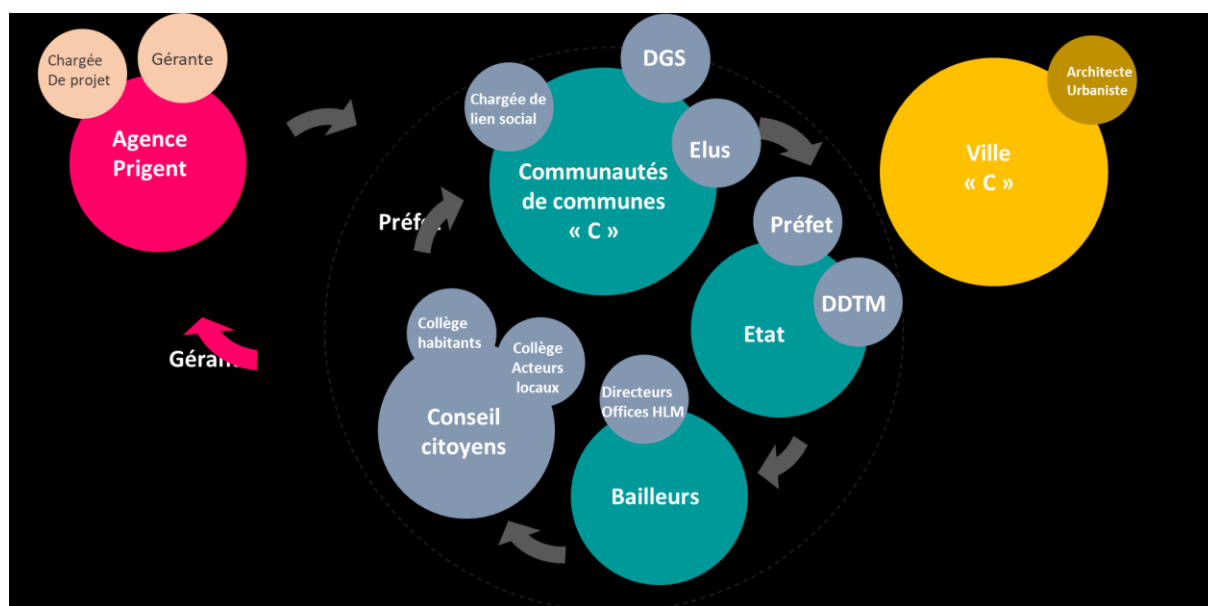 Chargée
De projet
Gérante
Agence
Prigent
DGS
Chargée de
lien social
Elus
Communautés
de communes
« C »
Architecte
Urbaniste
Ville
« C »
Préfet
DDTM
Etat
Collège
habitants
Collège
Acteurs
locaux
Conseil
citoyens
Directeurs
Offices HLM
Bailleurs